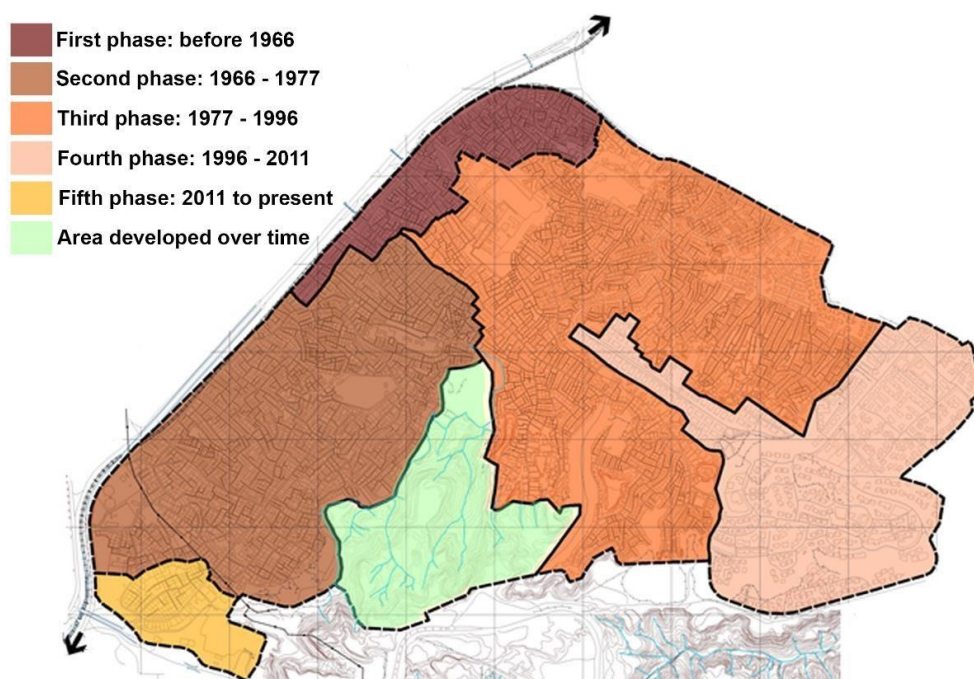 First phase: before 1966
Second phase: 1966 - 1977
Third phase: 1977 - 1996
Fourth phase: 1996 - 2011
Fifth phase: 2011 to present
Area developed over time